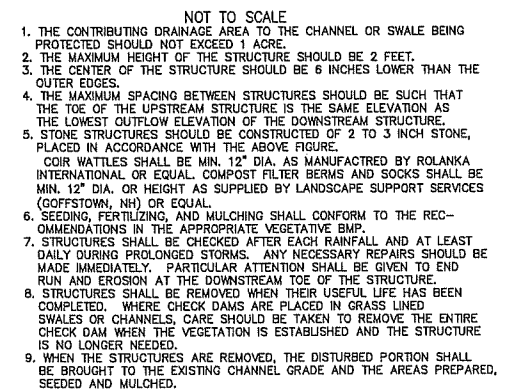 NOT TO SCALE
1. THE CONTRIBUTING DRAINAGE AREA TO THE CHANNEL OR SWALE BEING
PROTECTED SHOULD NOT EXCEED 1 ACRE.
2. THE MAXIMUM HEIGHT OF THE STRUCTURE SHOULD BE 2 FEET.
3. THE CENTER OF THE STRUCTURE SHOULD BE 6 INCHES LOWER THAN THE
OUTER EDGES.
4. THE MAXIMUM SPACING BETWEEN STRUCTURES SHOULD BE SUCH THAT
THE TOE OF THE UPSTREAM STRUCTURE IS THE SAME ELEVATION AS
THE LOWEST OUTFLOW ELEVATION OF THE DOWNSTREAM STRUCTURE.
5. STONE STRUCTURES SHOULD BE CONSTRUCTED OF 2 TO 3 INCH STONE,
PLACED IN ACCORDANCE WITH THE ABOVE FIGURE.
COIR WATTLES SHALL BE MIN. 12" DIA. AS MANUFACTRED BY ROLANKA
INTERNATIONAL OR EQUAL. COMPOST FILTER BERMS AND SOCKS SHALL BE
MIN. 12" DIA. OR HEIGHT AS SUPPLIED BY LANDSCAPE SUPPORT SERVICES
(GOFFSTOWN, NH) OR EQUAL.
6. SEEDING, FERTILIZING, AND MULCHING SHALL CONFORM TO THE REC-
OMMENDATIONS IN THE APPROPRIATE VEGETATIVE BMP.
7. STRUCTURES SHALL BE CHECKED AFTER EACH RAINFALL AND AT LEAST
DAILY DURING PROLONGED STORMS. ANY NECESSARY REPAIRS SHOULD BE
MADE IMMEDIATELY. PARTICULAR ATTENTION SHALL BE GIVEN TO END
RUN AND EROSION AT THE DOWNSTREAM TOE OF THE STRUCTURE.
8. STRUCTURES SHALL BE REMOVED WHEN THEIR USEFUL LIFE HAS BEEN
COMPLETED. WHERE CHECK DAMS ARE PLACED IN GRASS LINED
SWALES OR CHANNELS, CARE SHOULD BE TAKEN TO REMOVE THE ENTIRE
CHECK DAM WHEN THE VEGETATION IS ESTABLISHED AND THE STRUCTURE
IS NO LONGER NEEDED.
9. WHEN THE STRUCTURES ARE REMOVED, THE DISTURBED PORTION SHALL
BE BROUGHT TO THE EXISTING CHANNEL GRADE AND THE AREAS PREPARED,
SEEDED AND MULCHED.